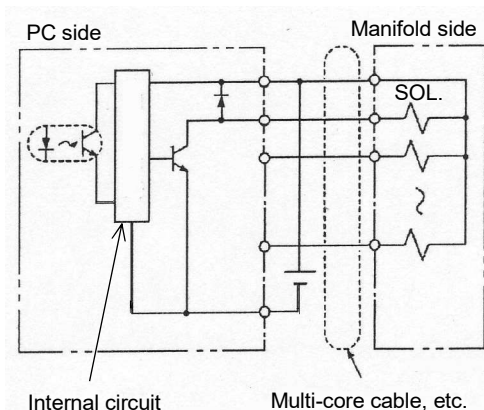 PC side
Manifold side
SOL.
Internal circuit
Multi-core cable, etc.